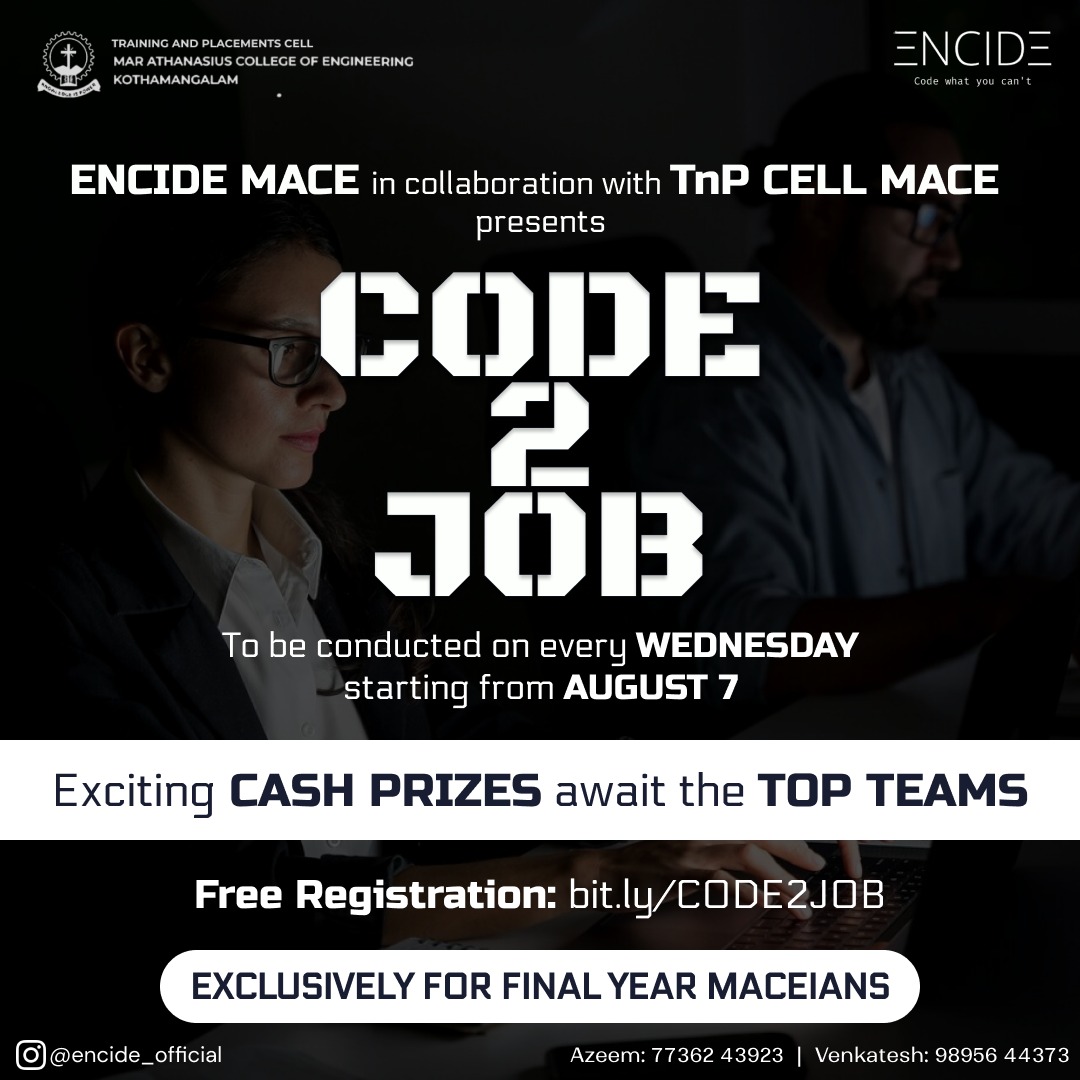 TRAINING AND PLACEMENTS CELL
MAR ATHANASIUS COLLEGE OF ENGINEERING
KOTHAMANGALAM
KNOWLEDGE IS POWER
ENCIDE
Code what you can't
ENCIDE MACE in collaboration with TnP CELL MACE
presents
CODE
2
JOB
To be conducted on every WEDNESDAY
starting from AUGUST 7
Exciting CASH PRIZES await the TOP TEAMS
Free Registration: bit.ly/CODE2JOB
EXCLUSIVELY FOR FINAL YEAR MACEIANS
@encide_official
Azeem: 77362 43923 | Venkatesh: 98956 44373